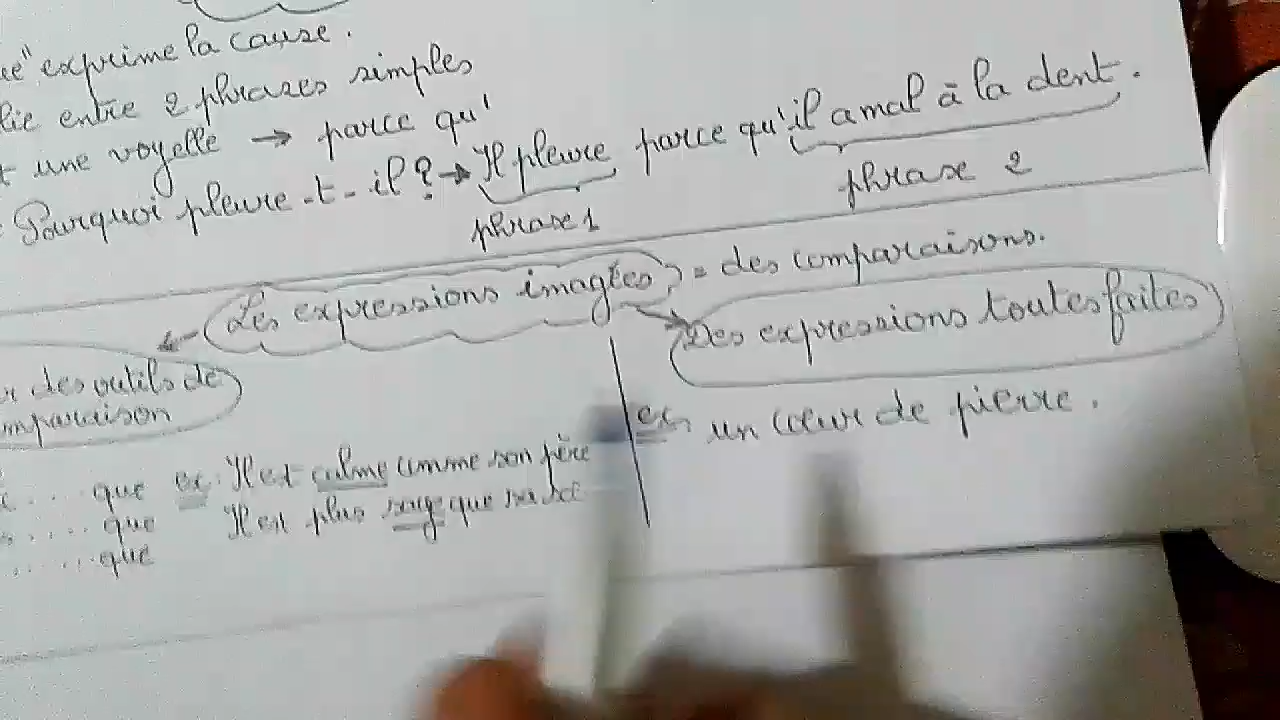 exprime la cause.
lie entre 2 phrases simples
une voyelle → parce qu'
Pourquoi pleure-t-il? → Il pleure parce qu'il a mal à la dent.
phrase 1 phrase 2
Les expressions imagées = des comparaisons.
des outils de Des expressions toutes faites
mparaison
ex, un cœur de pierre.
.... que ex: Il est calme comme son père
.... que Il est plus sage que sa
..... que